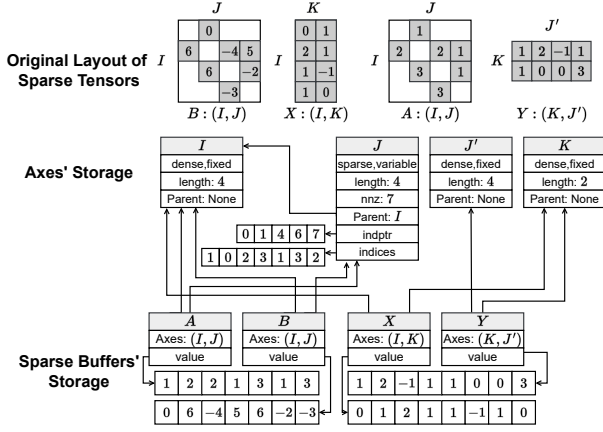 J K J J'
0 0 1 1 1 2 −1 1
6 −4 5 2 1 2 2 1 1 0 0 3
6 −2 1 −1 3 1
−3 1 0 3
I I I K
Original Layout of
Sparse Tensors
B : (I, J) X : (I, K) A : (I, J) Y : (K, J')
Axes' Storage
I
dense,fixed
length: 4
Parent: None
J
sparse,variable
length: 4
nnz: 7
Parent: I
indptr
indices
J'
dense,fixed
length: 4
Parent: None
K
dense,fixed
length: 2
Parent: None
0 1 4 6 7
1 0 2 3 1 3 2
A
Axes: (I, J)
value
B
Axes: (I, J)
value
X
Axes: (I, K)
value
Y
Axes: (K, J')
value
Sparse Buffers'
Storage
1 2 2 1 3 1 3
0 6 −4 5 6 −2 −3
1 2 −1 1 1 0 0 3
0 1 2 1 1 −1 1 0